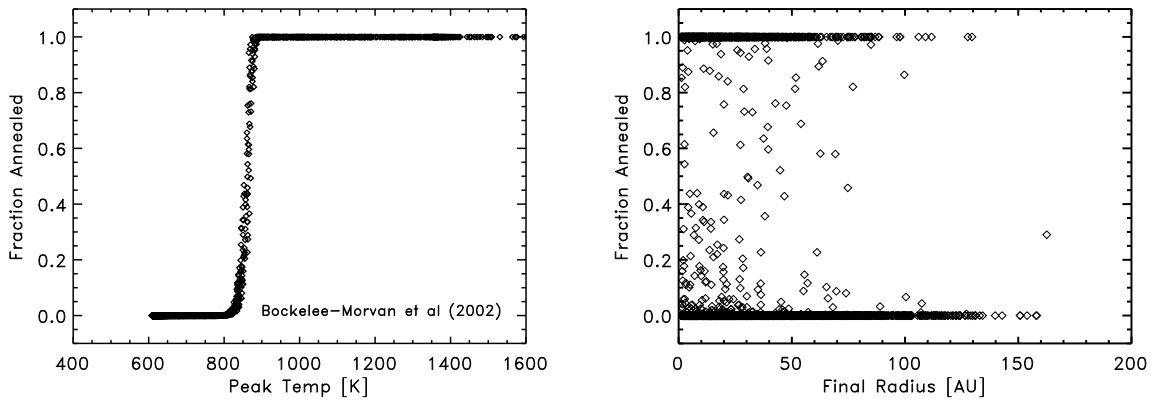 1.0
0.8
0.6
0.4
0.2
0.0
Fraction Annealed
Bockelee-Morvan et al (2002)
400 600 800 1000 1200 1400 1600
Peak Temp [K]
1.0
0.8
0.6
0.4
0.2
0.0
Fraction Annealed
0 50 100 150 200
Final Radius [AU]